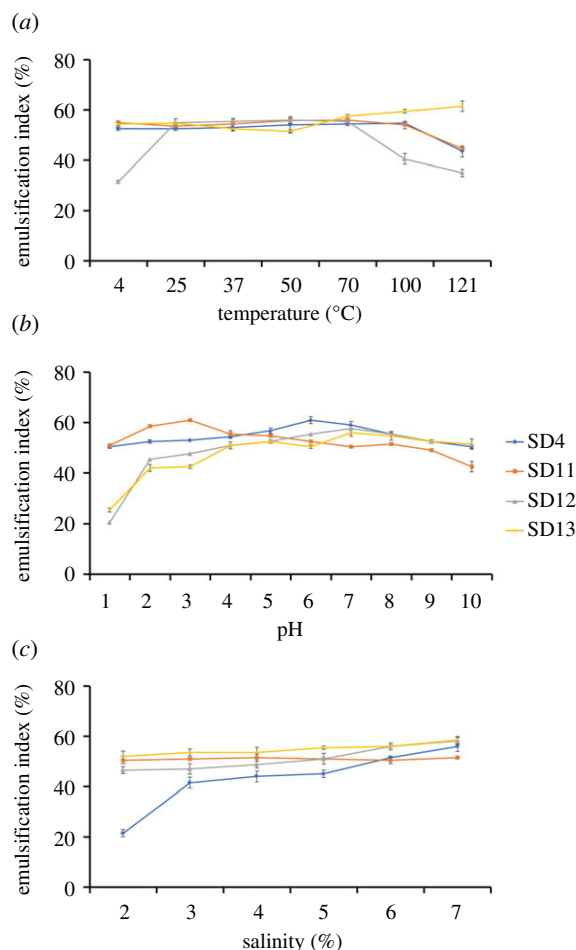 (a)
emulsification index (%)
80
60
40
20
0
4 25 37 50 70 100 121
temperature (°C)
(b)
emulsification index (%)
80
60
40
20
0
1 2 3 4 5 6 7 8 9 10
pH
SD4
SD11
SD12
SD13
(c)
emulsification index (%)
80
60
40
20
0
2 3 4 5 6 7
salinity (%)